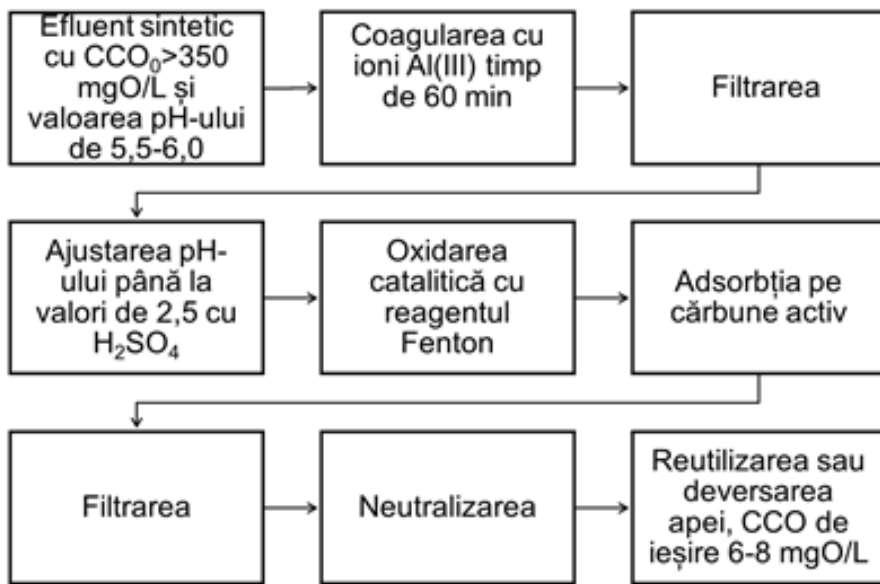 Efluent sintetic
cu CCO₀>350
mgO/L și
valoarea pH-ului
de 5,5-6,0
Coagularea cu
ioni Al(III) timp
de 60 min
Filtrarea
Ajustarea pH-
ului până la
valori de 2,5 cu
H₂SO₄
Oxidarea
catalitică cu
reagentul
Fenton
Adsorbția pe
cărbune activ
Filtrarea
Neutralizarea
Reutilizarea sau
deversarea
apei, CCO de
ieșire 6-8 mgO/L